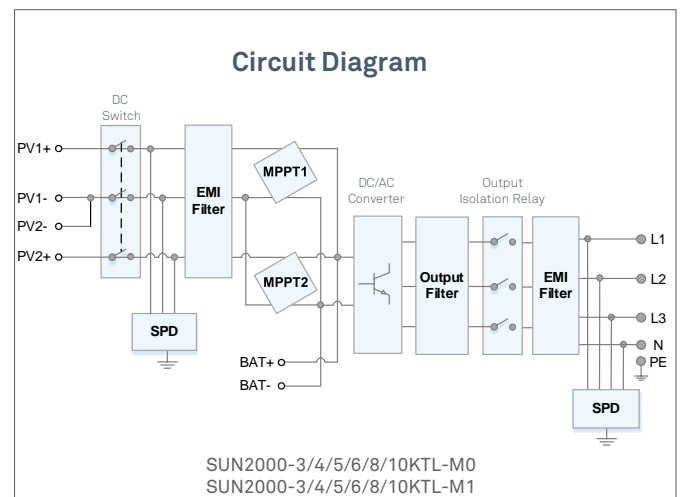 Circuit Diagram
DC
Switch
PV1+
PV1-
PV2-
PV2+
EMI
Filter
MPPT1
MPPT2
SPD
BAT+
BAT-
DC/AC
Converter
Output
Filter
Output
Isolation Relay
EMI
Filter
L1
L2
L3
N
PE
SPD
SUN2000-3/4/5/6/8/10KTL-M0
SUN2000-3/4/5/6/8/10KTL-M1